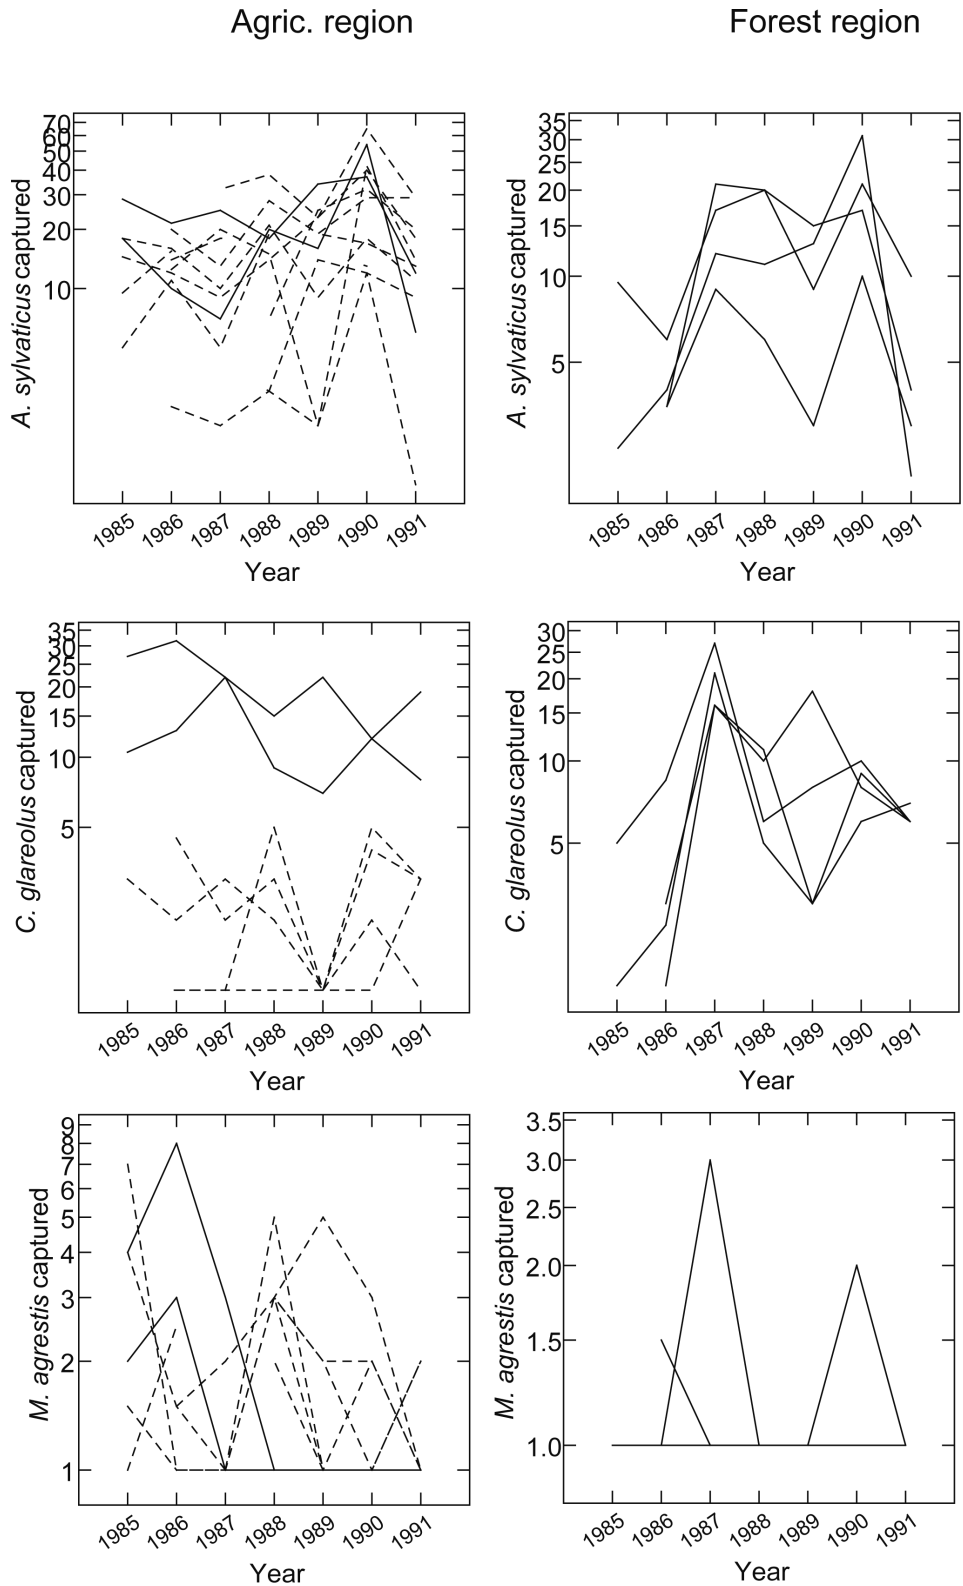 Agric. region
Forest region
70
60
50
40
30
20
10
A. sylvaticus captured
1985 1986 1987 1988 1989 1990 1991
Year
35
30
25
20
15
10
5
A. sylvaticus captured
1985 1986 1987 1988 1989 1990 1991
Year
35
30
25
20
15
10
5
C. glareolus captured
1985 1986 1987 1988 1989 1990 1991
Year
30
25
20
15
10
5
C. glareolus captured
1985 1986 1987 1988 1989 1990 1991
Year
9
8
7
6
5
4
3
2
1
M. agrestis captured
1985 1986 1987 1988 1989 1990 1991
Year
3.5
3.0
2.5
2.0
1.5
1.0
M. agrestis captured
1985 1986 1987 1988 1989 1990 1991
Year